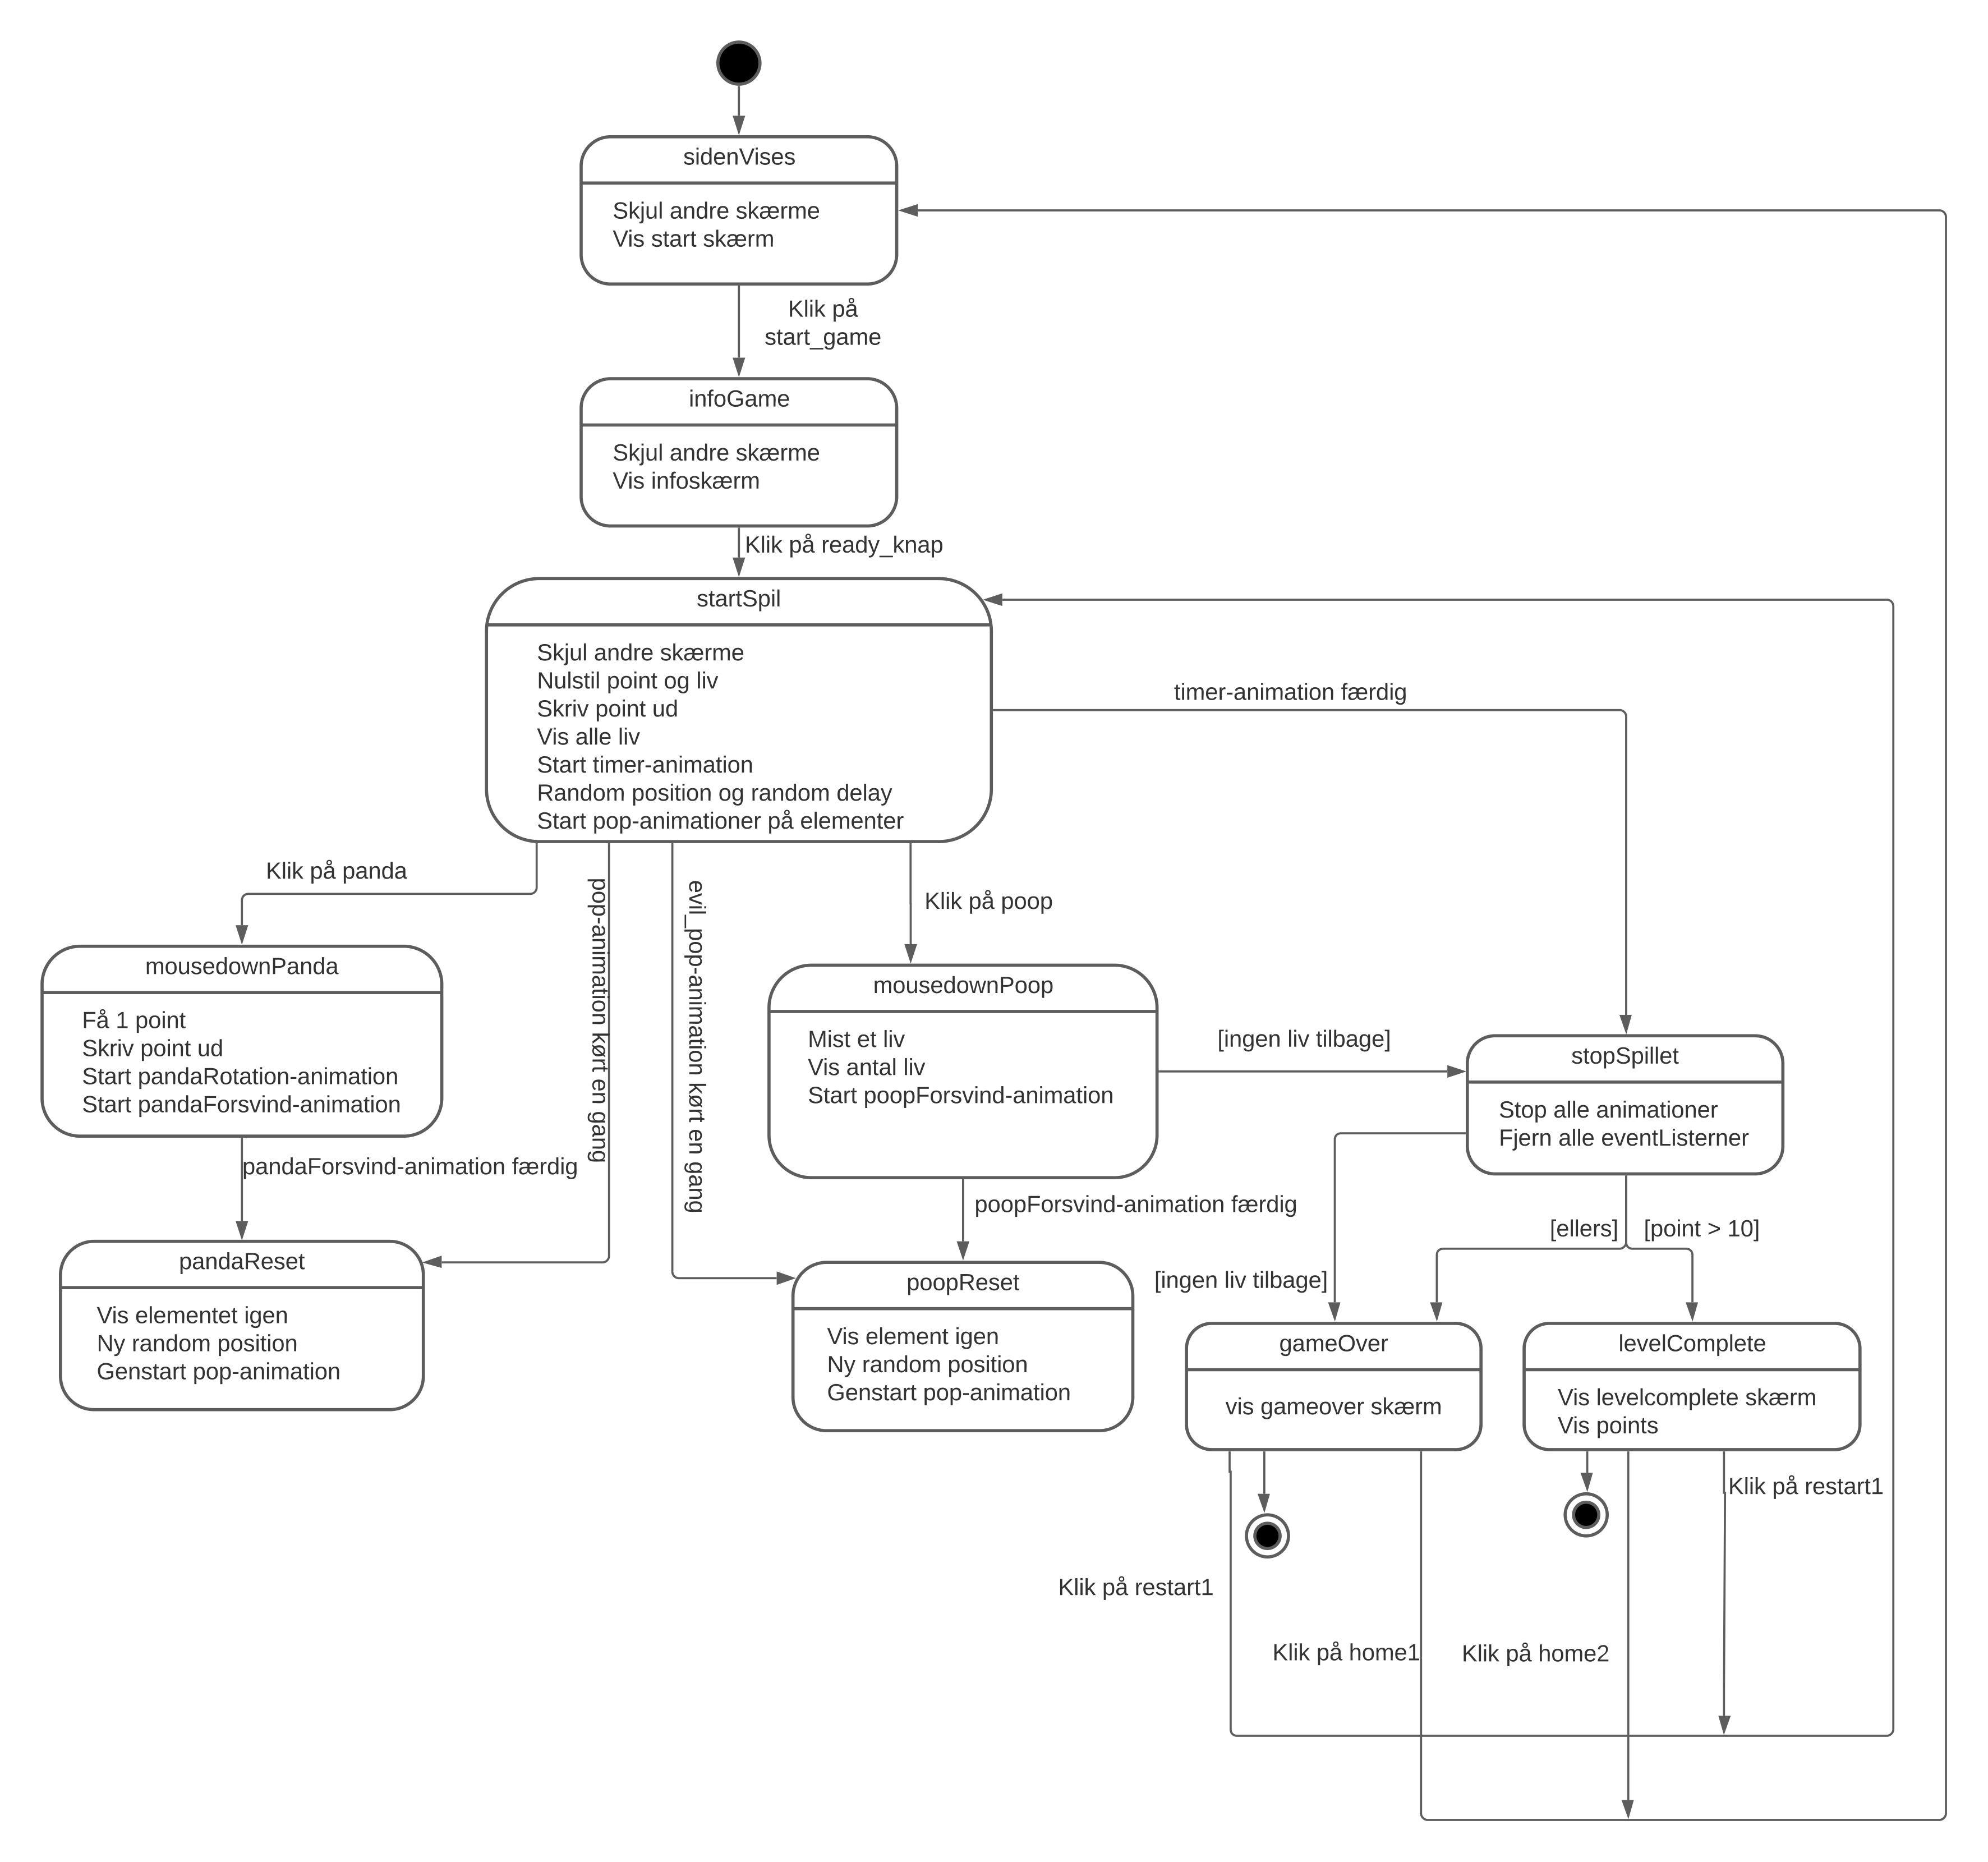 sidenVises
Skjul andre skærme
Vis start skærm
Klik på
start_game
infoGame
Skjul andre skærme
Vis infoskærm
Klik på ready_knap
startSpil
Skjul andre skærme
Nulstil point og liv
Skriv point ud
Vis alle liv
Start timer-animation
Random position og random delay
Start pop-animationer på elementer
timer-animation færdig
Klik på panda
pop-animation kørt en gang
evil_pop-animation kørt en gang
Klik på poop
mousedownPanda
Få 1 point
Skriv point ud
Start pandaRotation-animation
Start pandaForsvind-animation
mousedownPoop
Mist et liv
Vis antal liv
Start poopForsvind-animation
[ingen liv tilbage]
stopSpillet
Stop alle animationer
Fjern alle eventListerner
pandaForsvind-animation færdig
poopForsvind-animation færdig
[ellers]
[point > 10]
[ingen liv tilbage]
pandaReset
Vis elementet igen
Ny random position
Genstart pop-animation
poopReset
Vis element igen
Ny random position
Genstart pop-animation
gameOver
vis gameover skærm
levelComplete
Vis levelcomplete skærm
Vis points
Klik på restart1
Klik på restart1
Klik på home1
Klik på home2